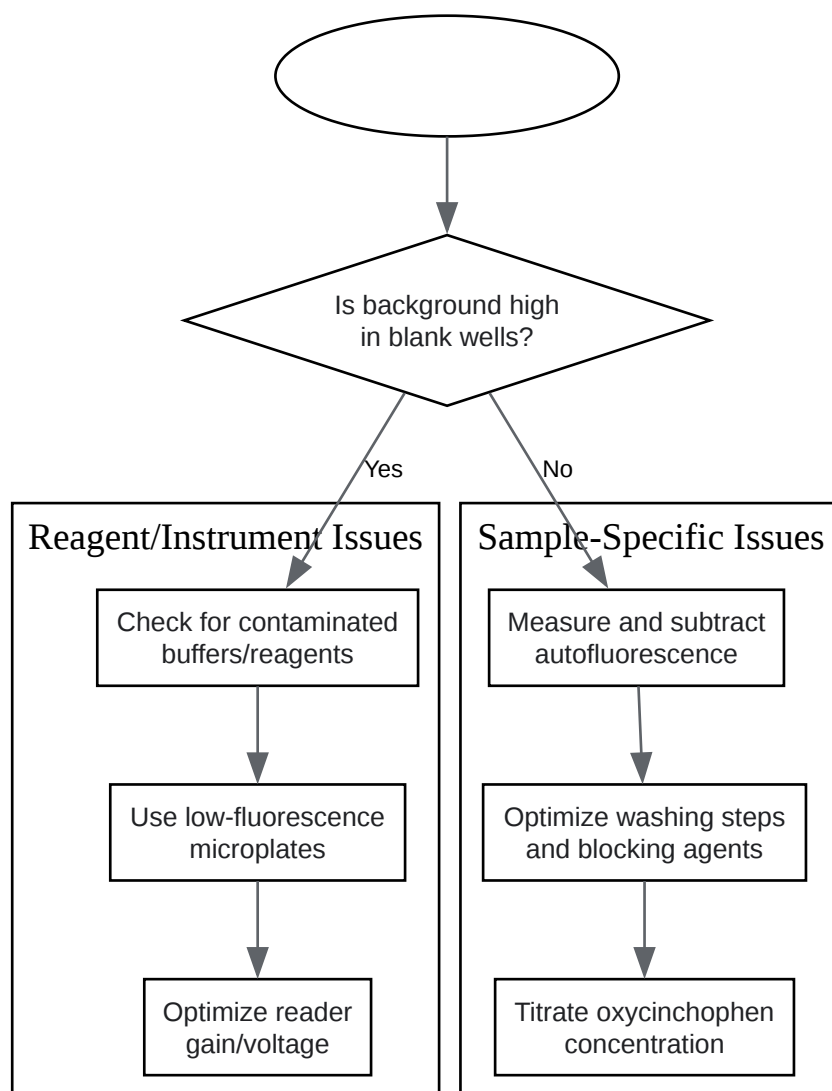 Is background high
in blank wells?
Yes
No
Reagent/Instrument Issues
Sample-Specific Issues
Check for contaminated
buffers/reagents
Measure and subtract
autofluorescence
Use low-fluorescence
microplates
Optimize washing steps
and blocking agents
Optimize reader
gain/voltage
Titrate oxycinchophen
concentration